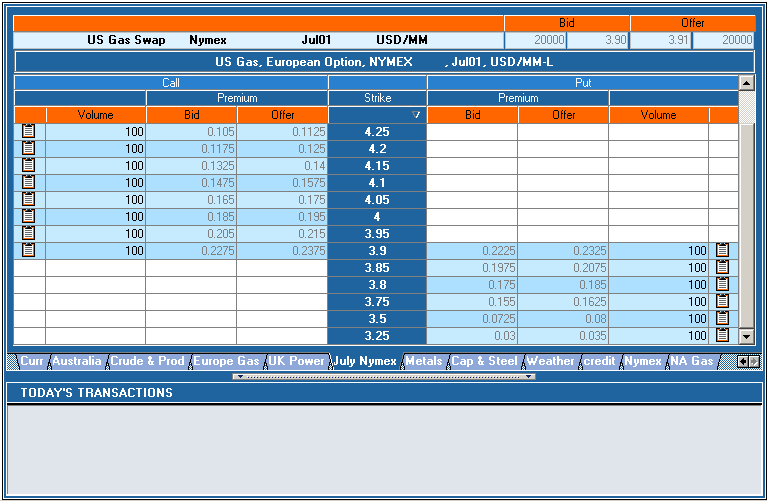 Bid Offer
US Gas Swap Nymex Jul01 USD/MM 20000 3.90 3.91 20000
US Gas, European Option, NYMEX , Jul01, USD/MM-L
Call Put
Premium Strike Premium
Volume Bid Offer Bid Offer Volume
100 0.105 0.1125 4.25
100 0.1175 0.125 4.2
100 0.1325 0.14 4.15
100 0.1475 0.1575 4.1
100 0.165 0.175 4.05
100 0.185 0.195 4
100 0.205 0.215 3.95
100 0.2275 0.2375 3.9 0.2225 0.2325 100
3.85 0.1975 0.2075 100
3.8 0.175 0.185 100
3.75 0.155 0.1625 100
3.5 0.0725 0.08 100
3.25 0.03 0.035 100
Curr Australia Crude & Prod Europe Gas UK Power July Nymex Metals Cap & Steel Weather credit Nymex NA Gas
TODAY'S TRANSACTIONS